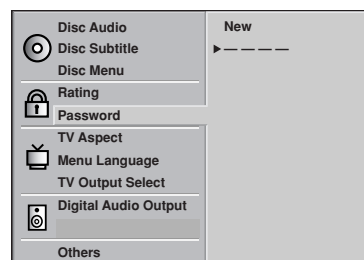 Disc Audio
Disc Subtitle
Disc Menu
Rating
Password
TV Aspect
Menu Language
TV Output Select
Digital Audio Output
Others
New
▶ — — — —